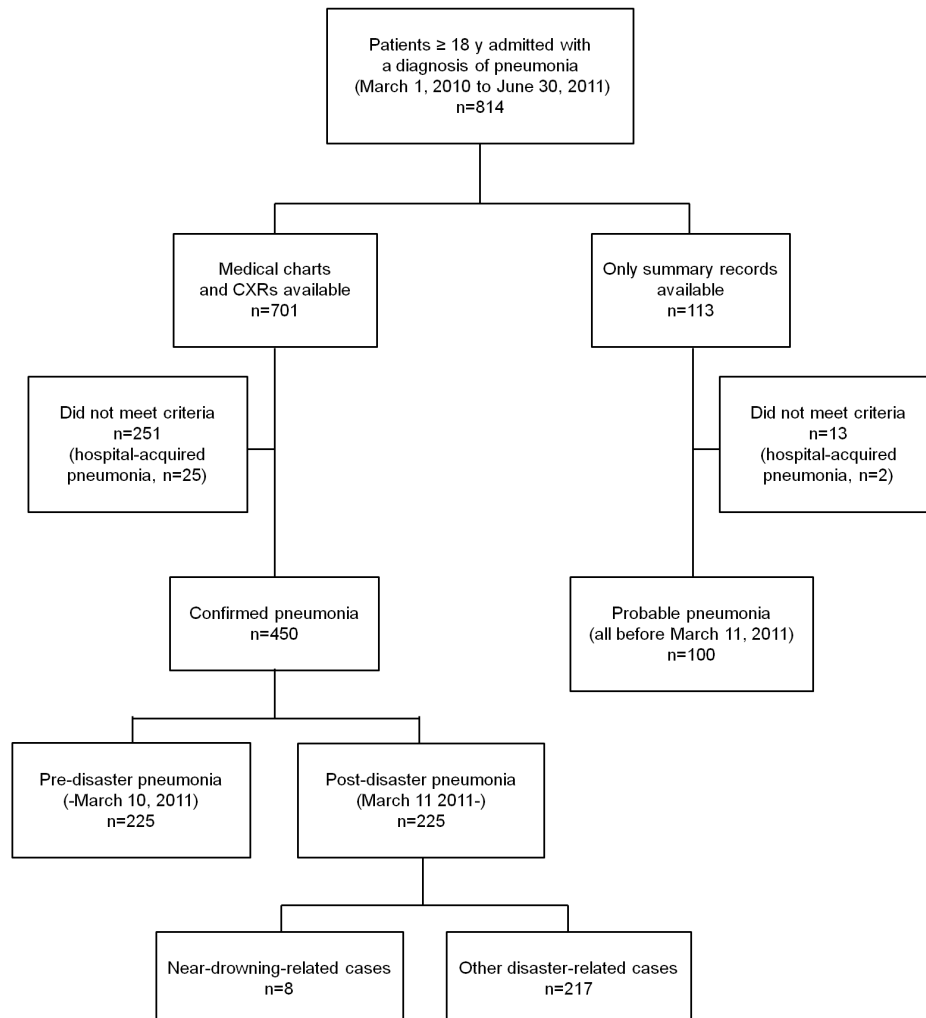 Patients ≥ 18 y admitted with
a diagnosis of pneumonia
(March 1, 2010 to June 30, 2011)
n=814
Medical charts
and CXRs available
n=701
Only summary records
available
n=113
Did not meet criteria
n=251
(hospital-acquired
pneumonia, n=25)
Did not meet criteria
n=13
(hospital-acquired
pneumonia, n=2)
Confirmed pneumonia
n=450
Probable pneumonia
(all before March 11, 2011)
n=100
Pre-disaster pneumonia
(-March 10, 2011)
n=225
Post-disaster pneumonia
(March 11 2011-)
n=225
Near-drowning-related cases
n=8
Other disaster-related cases
n=217